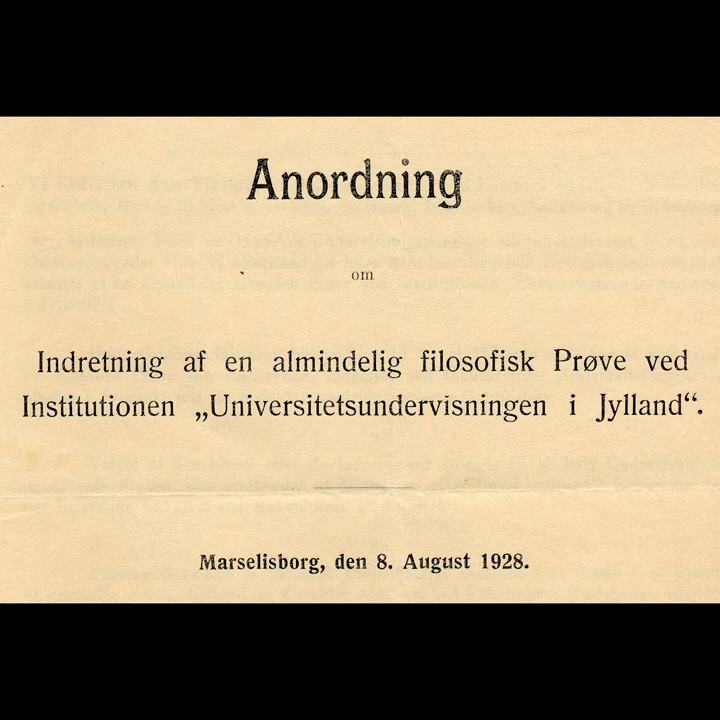 Anordning
om
Indretning af en almindelig filosofisk Prøve ved
Institutionen „Universitetsundervisningen i Jylland“.
Marselisborg, den 8. August 1928.